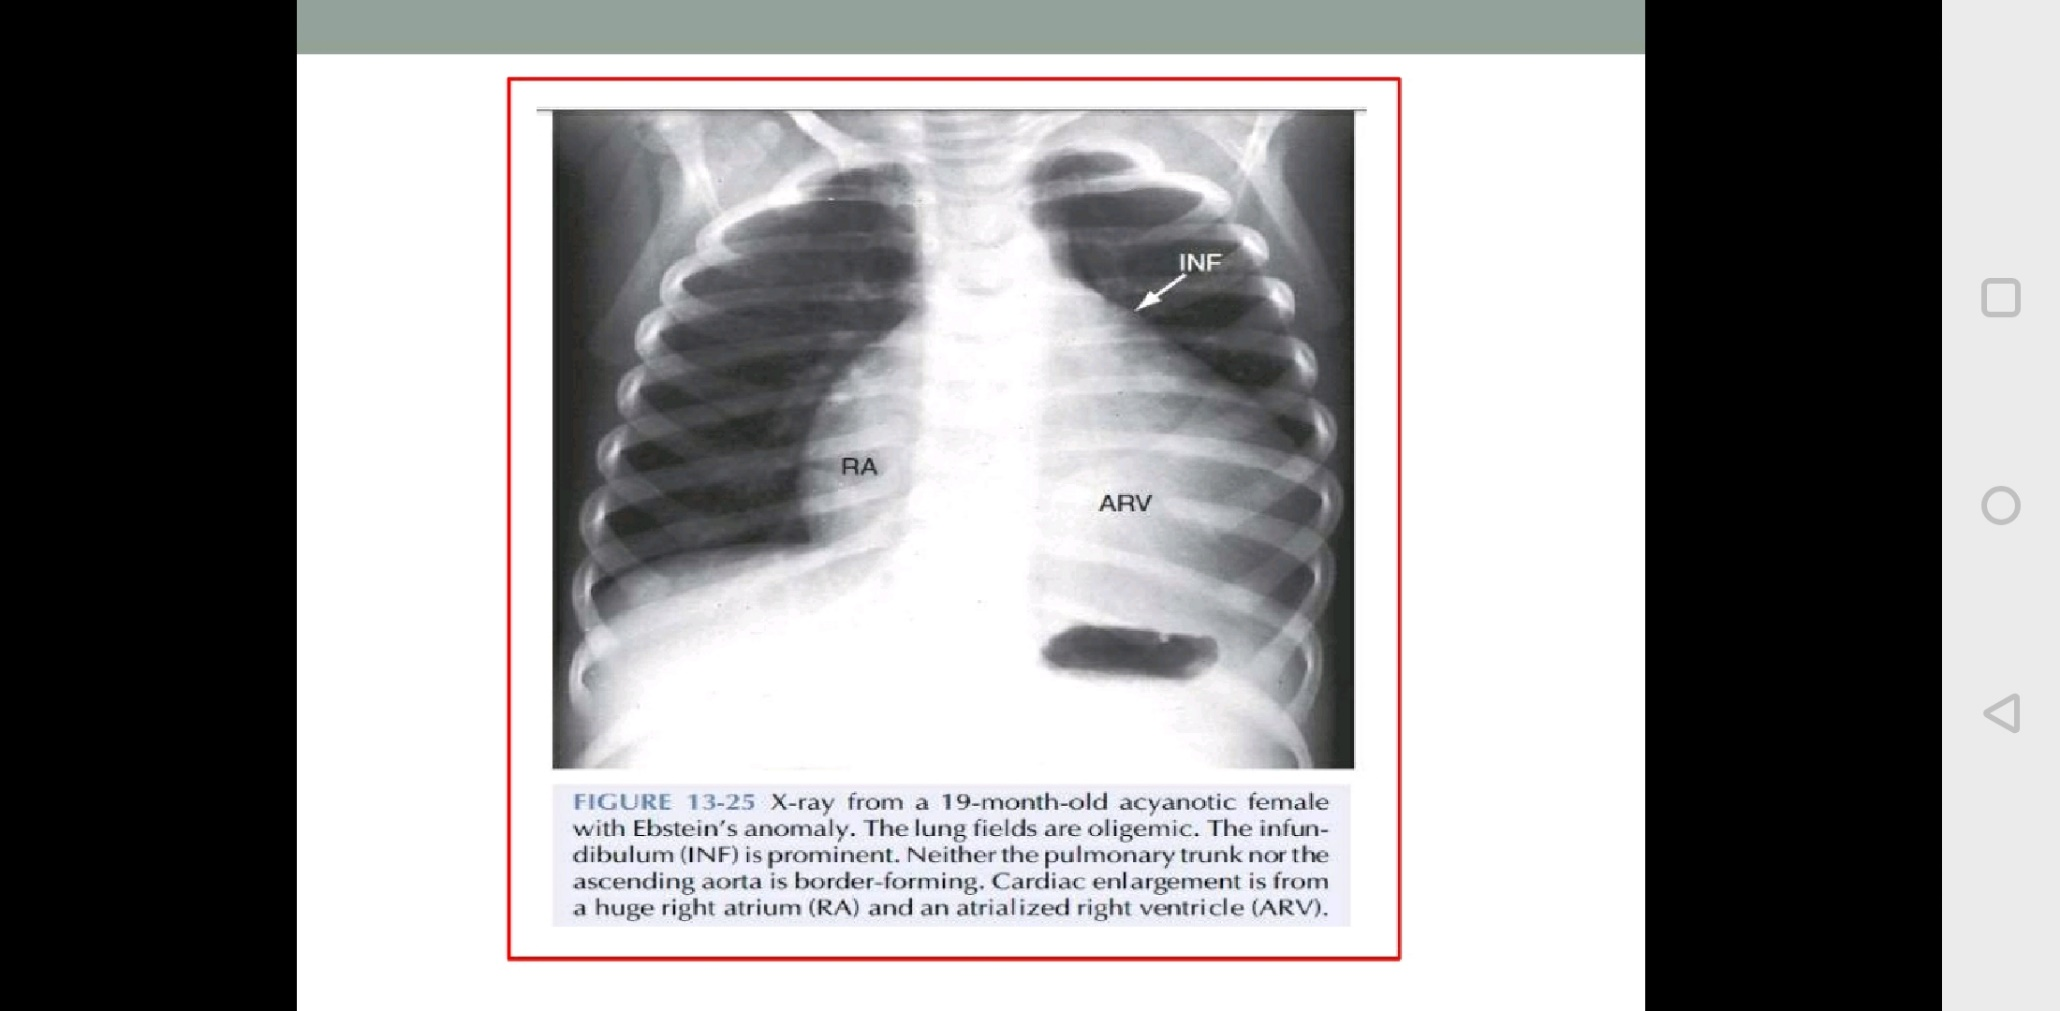 INF
RA
ARV
FIGURE 13-25 X-ray from a 19-month-old acyanotic female
with Ebstein's anomaly. The lung fields are oligemic. The infun-
dibulum (INF) is prominent. Neither the pulmonary trunk nor the
ascending aorta is border-forming. Cardiac enlargement is from
a huge right atrium (RA) and an atrialized right ventricle (ARV).